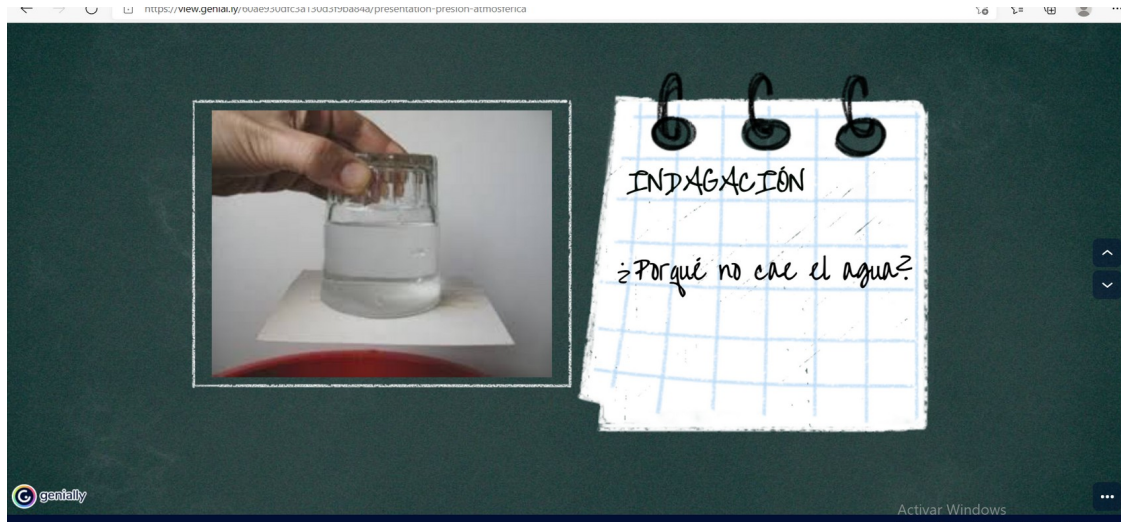 https://view.genial.ly/60ae930dfc3a130d3f9ba84a/presentation-presion-atmosferica
INDAGACIÓN
¿Porqué no cae el agua?
genially
Activar Windows